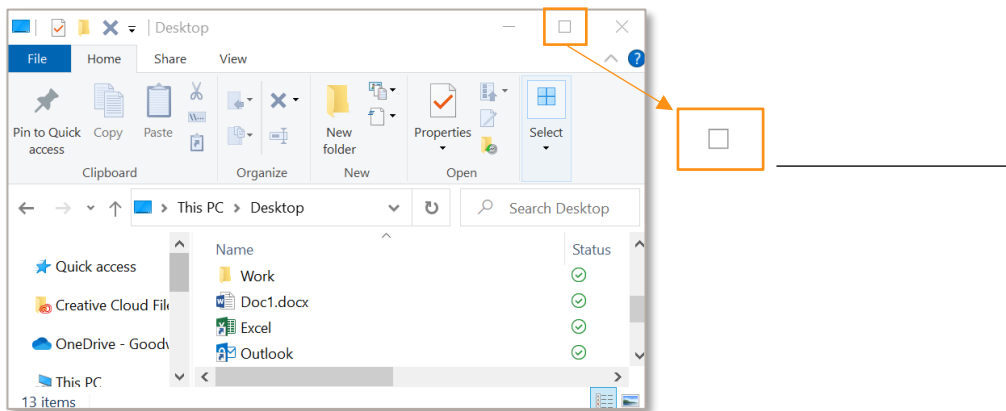 Desktop
File Home Share View
Pin to Quick access Copy Paste New folder Properties Select
Clipboard Organize New Open
This PC > Desktop Search Desktop
Name Status
Quick access
Work
Doc1.docx
Creative Cloud File
Excel
OneDrive - Goodw
Outlook
This PC
13 items